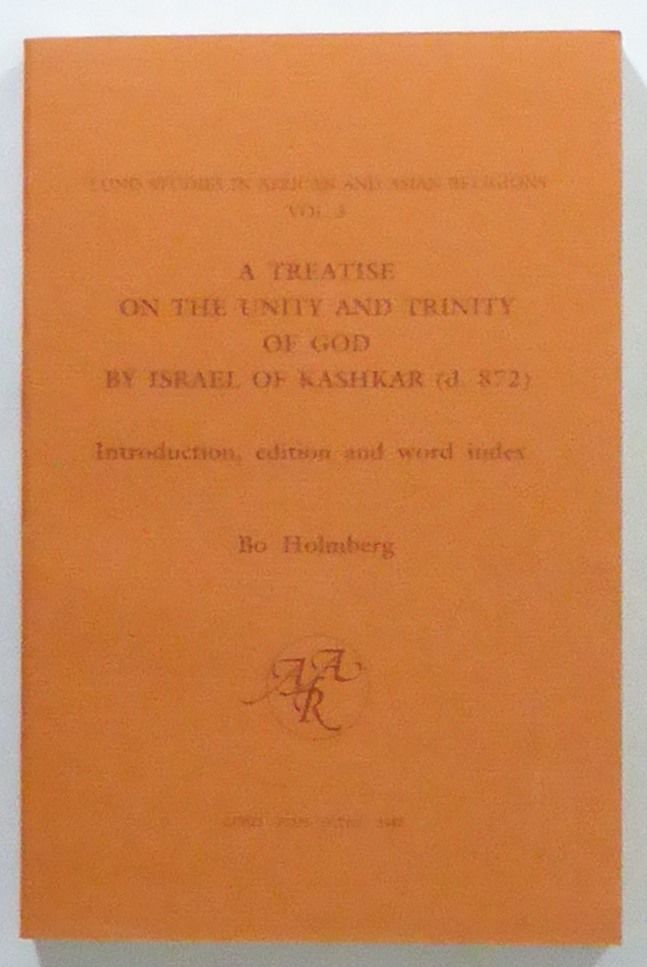 LUND STUDIES IN AFRICAN AND ASIAN RELIGIONS
VOL. 3
A TREATISE
ON THE UNITY AND TRINITY
OF GOD
BY ISRAEL OF KASHKAR (d. 872)
Introduction, edition and word index
Bo Holmberg
AAR